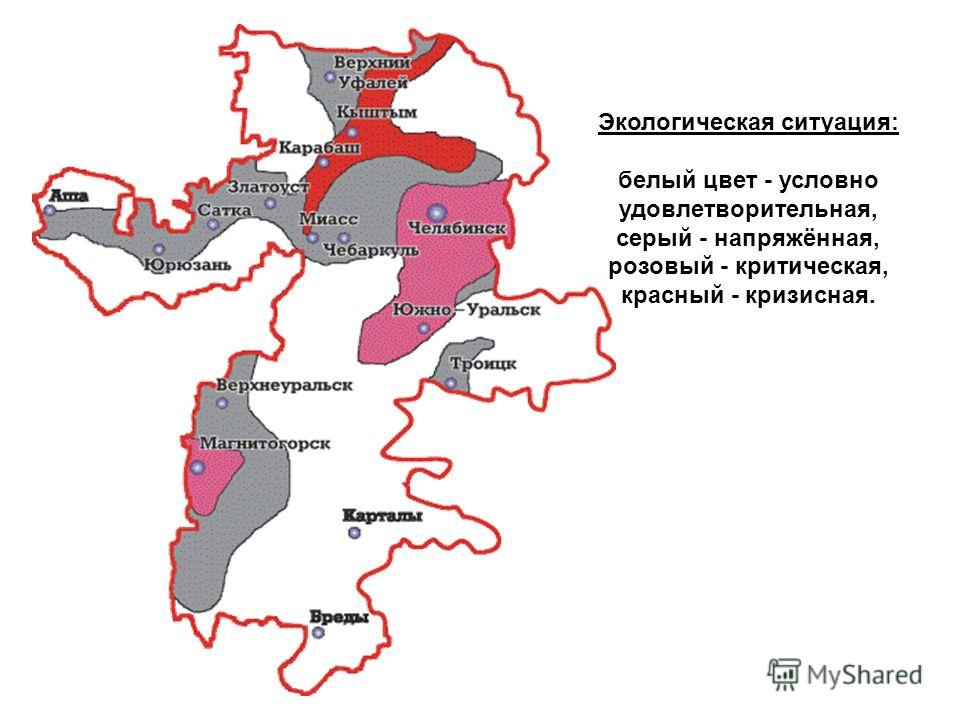 Верхний
Уфалей
Кыштым
Карабаш
Златоуст
Аша
Сатка
Миасс
Челябинск
Чебаркуль
Юрюзань
Южно-Уральск
Троицк
Верхнеуральск
Магнитогорск
Карталы
Бреды
Экологическая ситуация:
белый цвет - условно
удовлетворительная,
серый - напряжённая,
розовый - критическая,
красный - кризисная.
MyShared